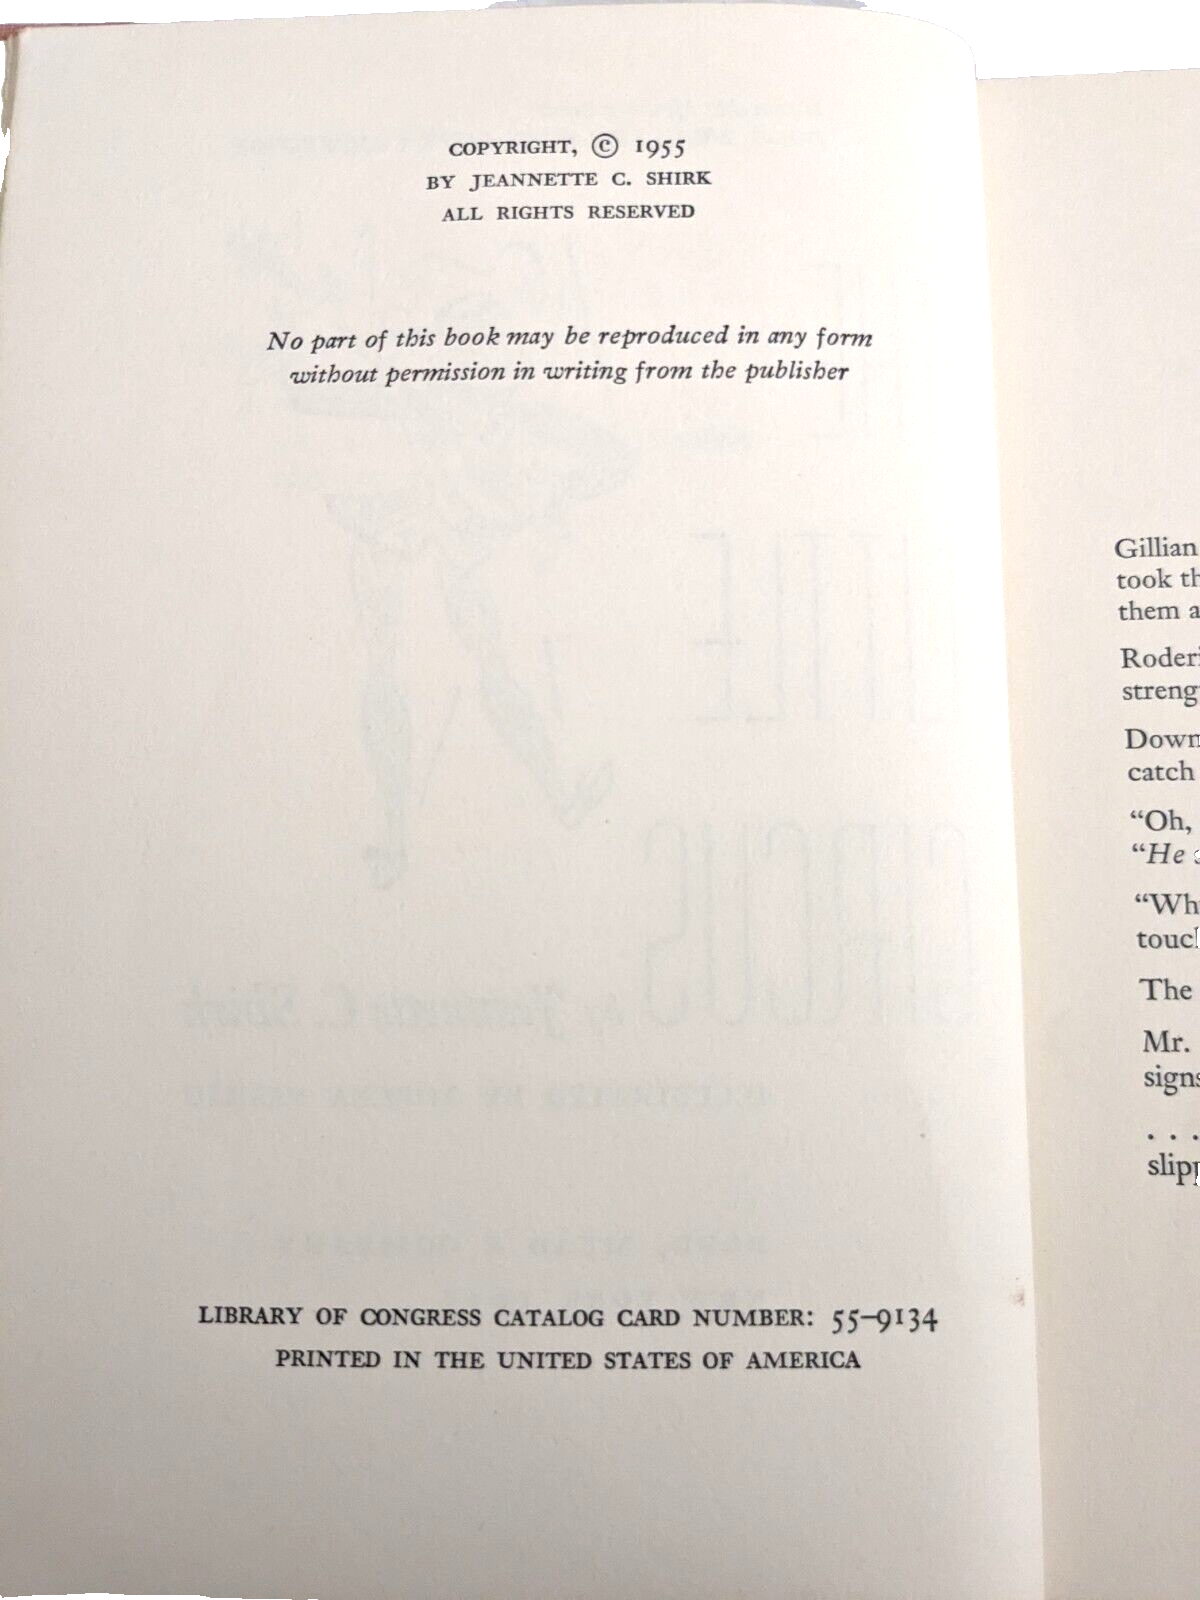 COPYRIGHT, © 1955
BY JEANNETTE C. SHIRK
ALL RIGHTS RESERVED
No part of this book may be reproduced in any form
without permission in writing from the publisher
LIBRARY OF CONGRESS CATALOG CARD NUMBER: 55–9134
PRINTED IN THE UNITED STATES OF AMERICA
Gillian
took
them a
Roderi
streng
Down
catch
“Oh,
“He
“Wh
touc
The
Mr.
signs
. . .
slip